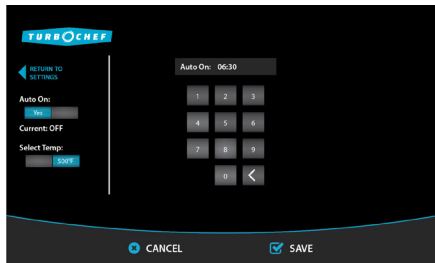 TURBOCHEF
RETURN TO
SETTINGS
Auto On:
Yes
Current: OFF
Select Temp:
500°F
Auto On: 06:30
1 2 3
4 5 6
7 8 9
0
CANCEL
SAVE